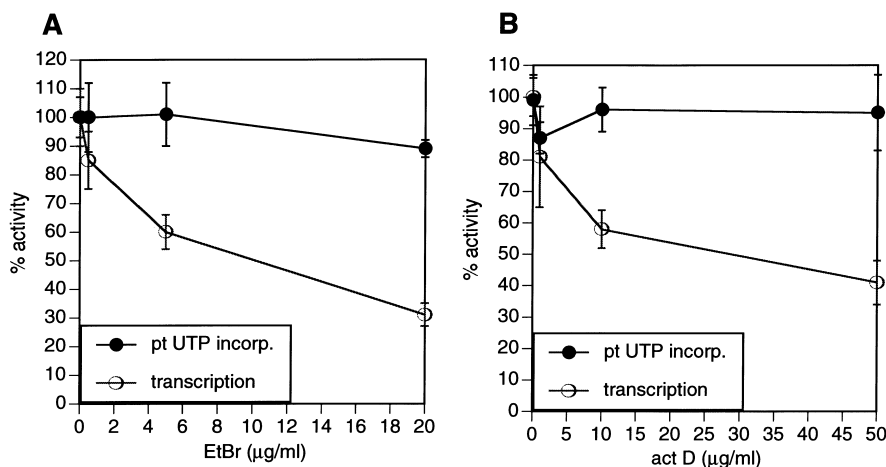 A
120
110
100
90
80
70
60
50
40
30
20
10
0
% activity
pt UTP incorp.
transcription
0 2 4 6 8 10 12 14 16 18 20
EtBr (μg/ml)
B
110
100
90
80
70
60
50
40
30
20
10
0
% activity
pt UTP incorp.
transcription
0 5 10 15 20 25 30 35 40 45 50
act D (μg/ml)